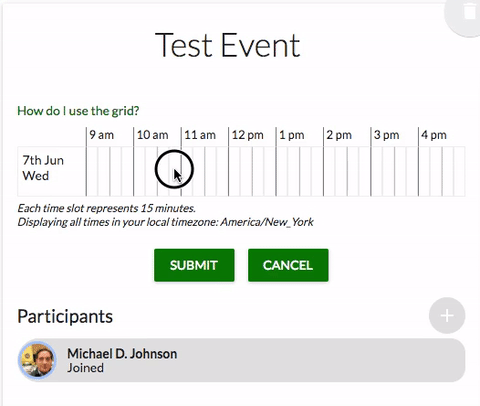 Test Event
How do I use the grid?
9 am 10 am 11 am 12 pm 1 pm 2 pm 3 pm 4 pm
7th Jun
Wed
Each time slot represents 15 minutes.
Displaying all times in your local timezone: America/New_York
SUBMIT CANCEL
Participants
Michael D. Johnson
Joined